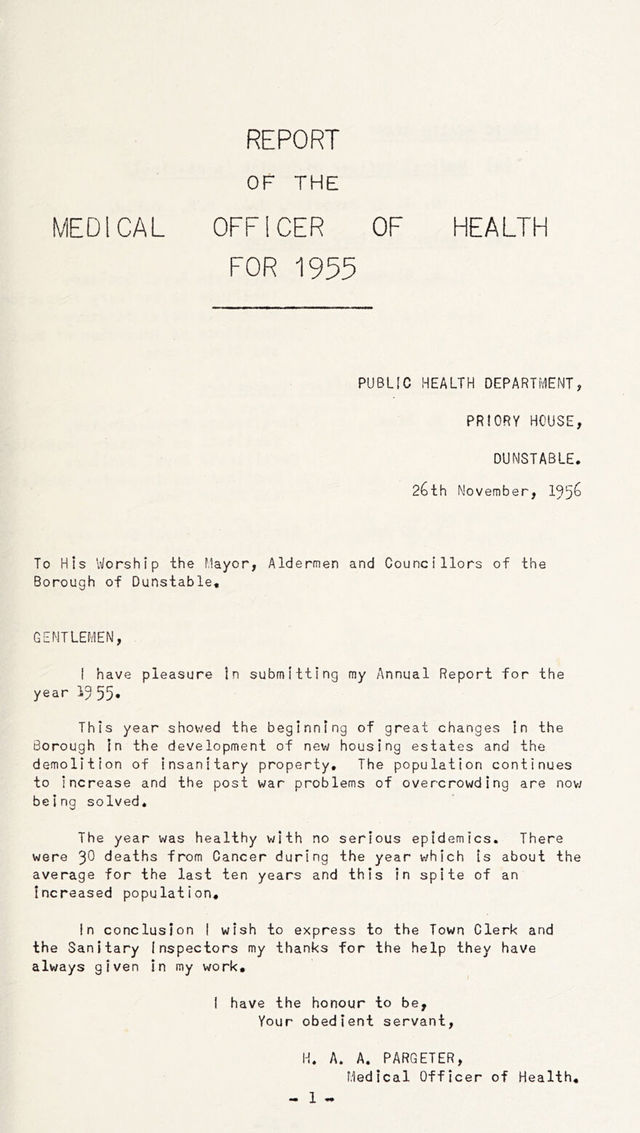 REPORT
OF THE
MEDICAL OFFICER OF HEALTH
FOR 1955
PUBLIC HEALTH DEPARTMENT,
PRIORY HOUSE,
DUNSTABLE.
26th November, 1956
To His Worship the Mayor, Aldermen and Councillors of the
Borough of Dunstable.
GENTLEMEN,
I have pleasure in submitting my Annual Report for the
year 1955.
This year showed the beginning of great changes in the
Borough in the development of new housing estates and the
demolition of insanitary property. The population continues
to increase and the post war problems of overcrowding are now
being solved.
The year was healthy with no serious epidemics. There
were 30 deaths from Cancer during the year which is about the
average for the last ten years and this in spite of an
increased population.
In conclusion I wish to express to the Town Clerk and
the Sanitary Inspectors my thanks for the help they have
always given in my work.
I have the honour to be,
Your obedient servant,
H. A. A. PARGETER,
Medical Officer of Health.
- 1 -